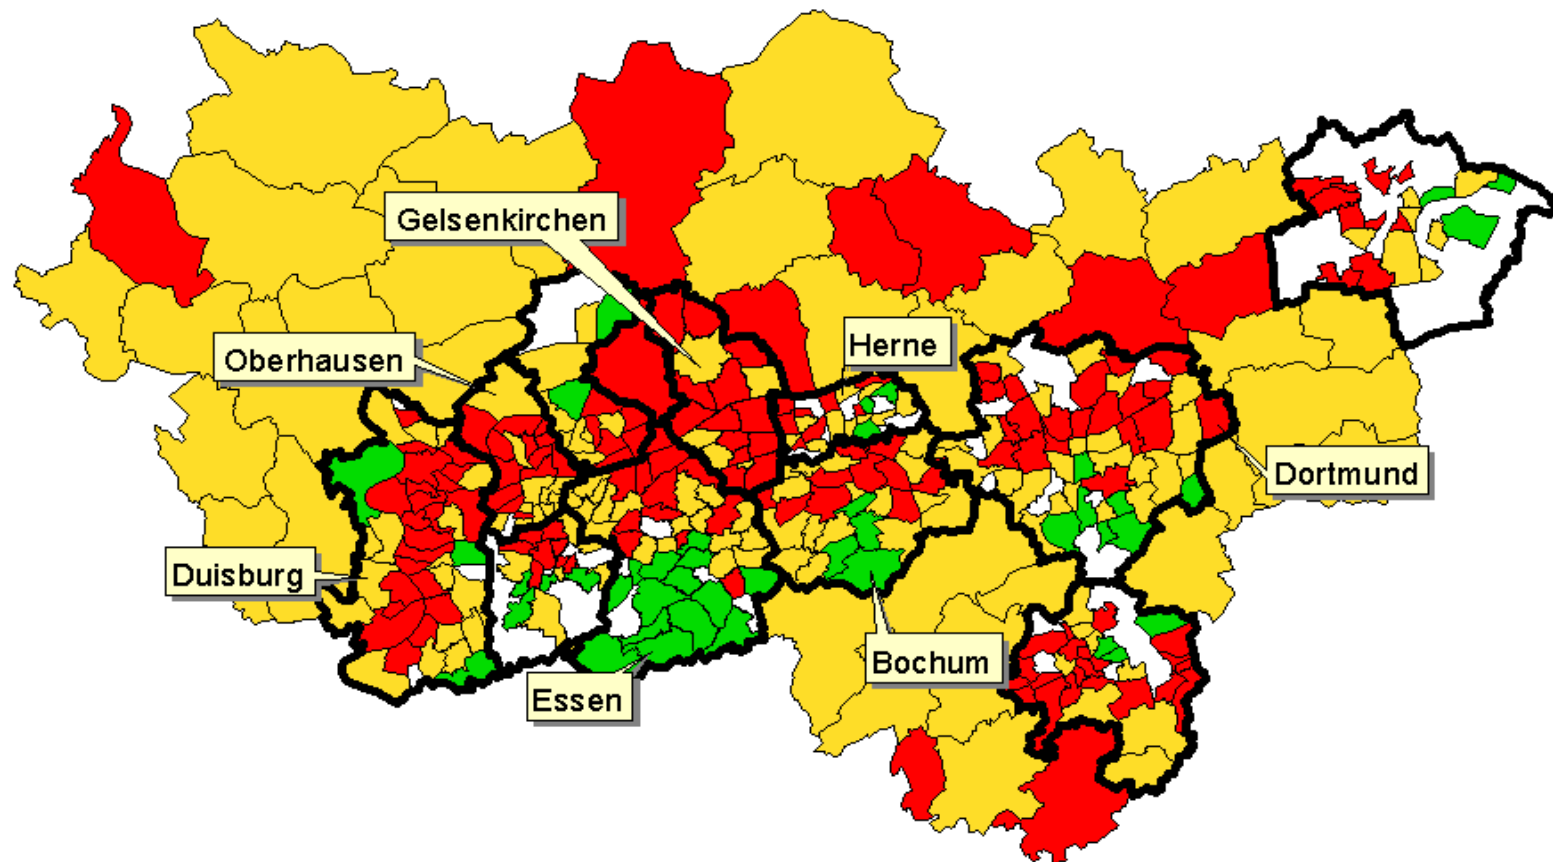 Gelsenkirchen
Oberhausen
Herne
Dortmund
Duisburg
Bochum
Essen